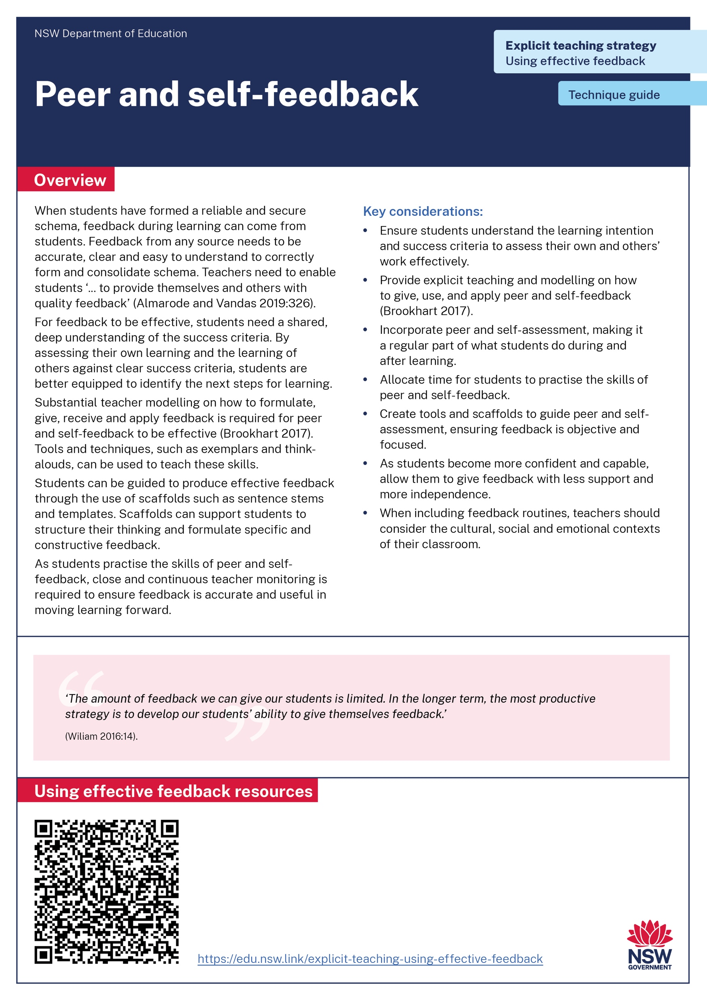 NSW Department of Education
Explicit teaching strategy
Using effective feedback
Peer and self-feedback
Technique guide
Overview
When students have formed a reliable and secure
schema, feedback during learning can come from
students. Feedback from any source needs to be
accurate, clear and easy to understand to correctly
form and consolidate schema. Teachers need to enable
students ‘... to provide themselves and others with
quality feedback’ (Almarode and Vandas 2019:326).
For feedback to be effective, students need a shared,
deep understanding of the success criteria. By
assessing their own learning and the learning of
others against clear success criteria, students are
better equipped to identify the next steps for learning.
Substantial teacher modelling on how to formulate,
give, receive and apply feedback is required for peer
and self-feedback to be effective (Brookhart 2017).
Tools and techniques, such as exemplars and think-
alouds, can be used to teach these skills.
Students can be guided to produce effective feedback
through the use of scaffolds such as sentence stems
and templates. Scaffolds can support students to
structure their thinking and formulate specific and
constructive feedback.
As students practise the skills of peer and self-
feedback, close and continuous teacher monitoring is
required to ensure feedback is accurate and useful in
moving learning forward.
Key considerations:
• Ensure students understand the learning intention
and success criteria to assess their own and others’
work effectively.
• Provide explicit teaching and modelling on how
to give, use, and apply peer and self-feedback
(Brookhart 2017).
• Incorporate peer and self-assessment, making it
a regular part of what students do during and
after learning.
• Allocate time for students to practise the skills of
peer and self-feedback.
• Create tools and scaffolds to guide peer and self-
assessment, ensuring feedback is objective and
focused.
• As students become more confident and capable,
allow them to give feedback with less support and
more independence.
• When including feedback routines, teachers should
consider the cultural, social and emotional contexts
of their classroom.
‘The amount of feedback we can give our students is limited. In the longer term, the most productive
strategy is to develop our students’ ability to give themselves feedback.’
(Wiliam 2016:14).
Using effective feedback resources
https://edu.nsw.link/explicit-teaching-using-effective-feedback
NSW
GOVERNMENT